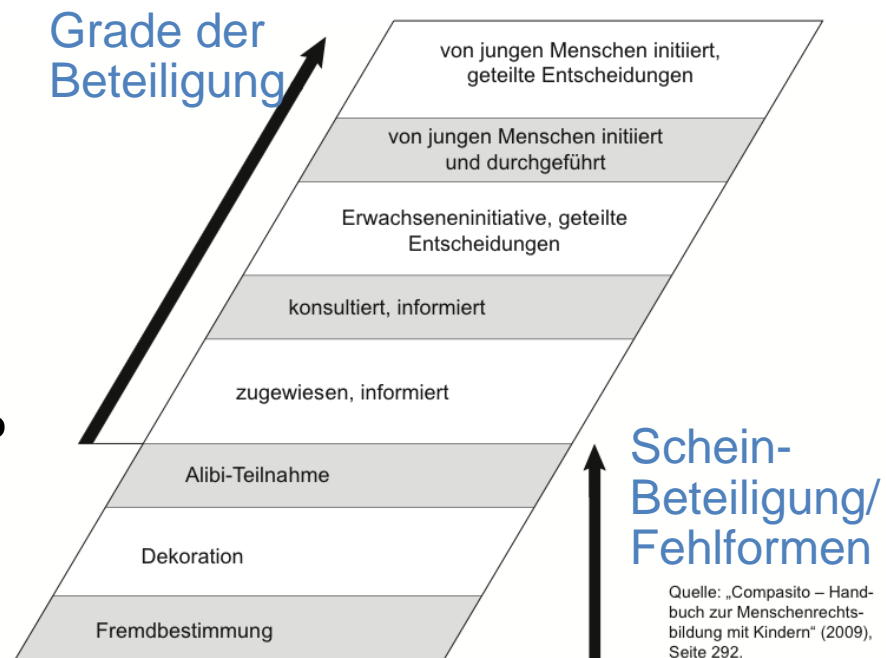 Grade der
Beteiligung
von jungen Menschen initiiert,
geteilte Entscheidungen
von jungen Menschen initiiert
und durchgeführt
Erwachseneninitiative, geteilte
Entscheidungen
konsultiert, informiert
zugewiesen, informiert
Alibi-Teilnahme
Dekoration
Fremdbestimmung
Schein-
Beteiligung/
Fehlformen
Quelle: „Compasito – Hand-
buch zur Menschenrechts-
bildung mit Kindern“ (2009),
Seite 292.